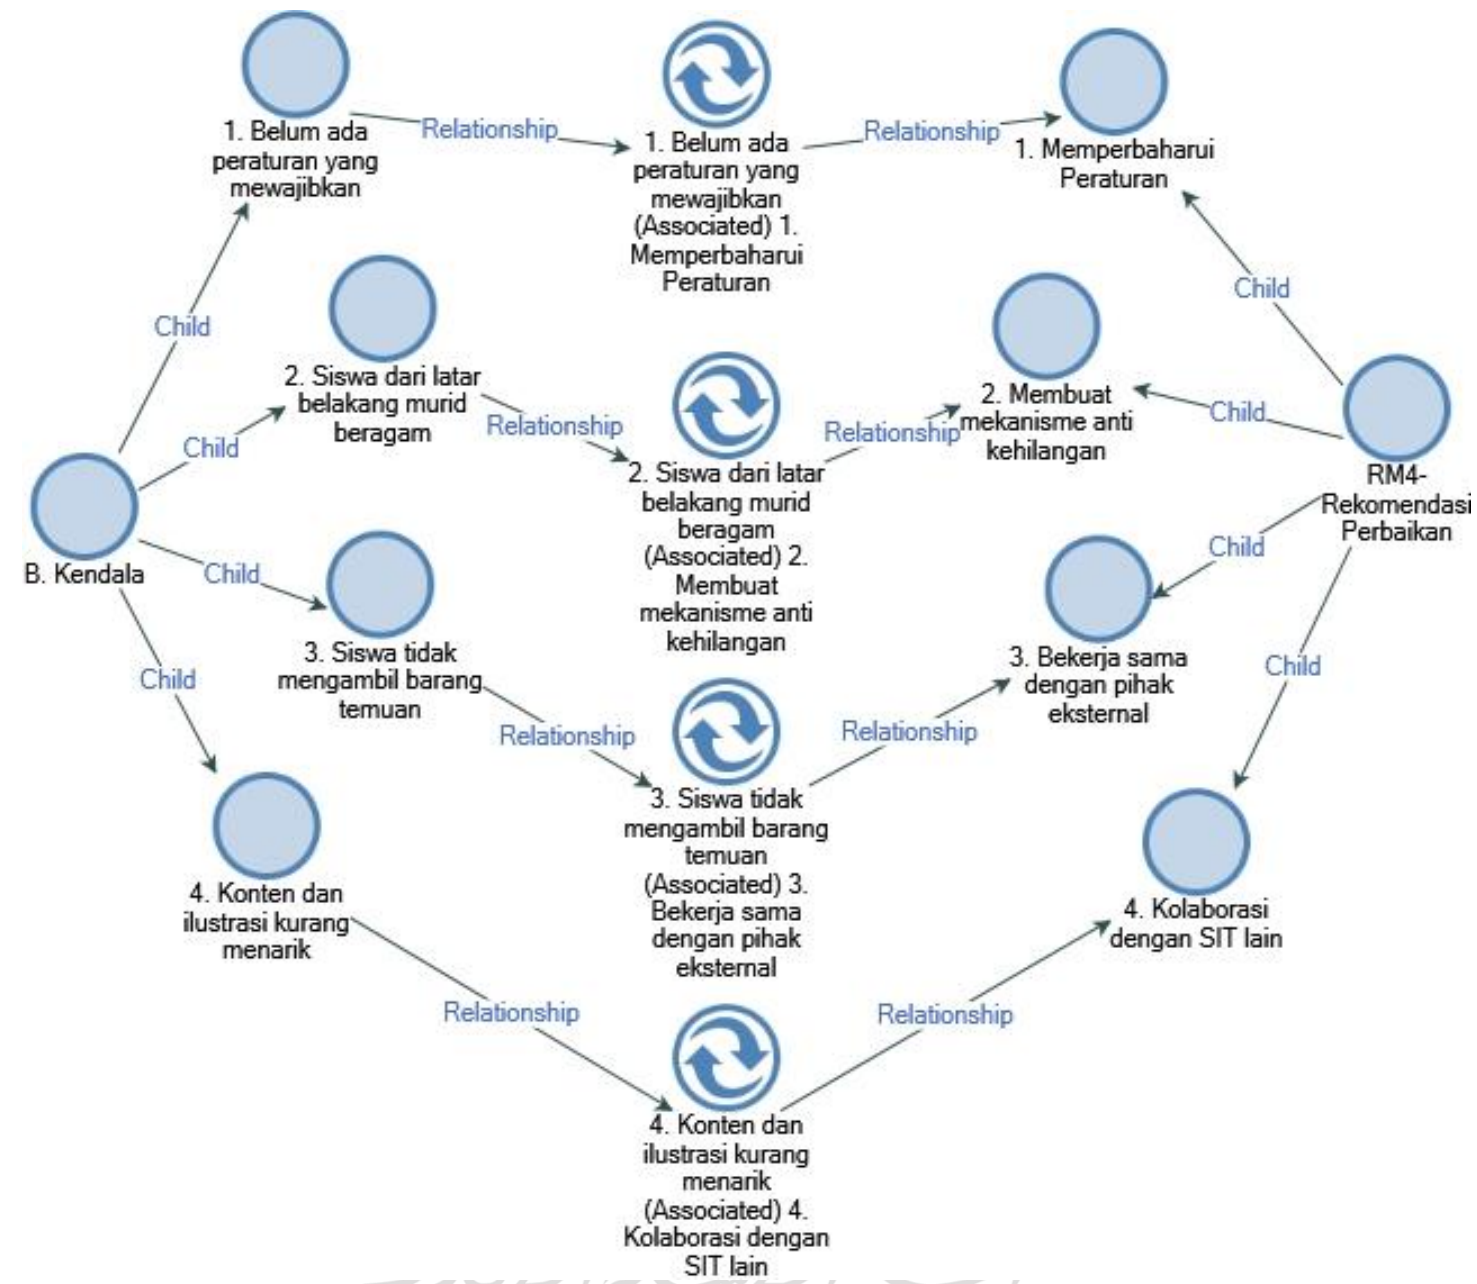 1. Belum ada
peraturan yang
mewajibkan
Relationship
1. Belum ada
peraturan yang
mewajibkan
(Associated) 1.
Memperbaharui
Peraturan
Relationship
1. Memperbaharui
Peraturan
Child
Child
2. Siswa dari latar
belakang murid
beragam
Relationship
2. Siswa dari latar
belakang murid
beragam
(Associated) 2.
Membuat
mekanisme anti
kehilangan
Relationship
2. Membuat
mekanisme anti
kehilangan
Child
Child
B. Kendala
RM4-
Rekomendasi
Perbaikan
Child
3. Siswa tidak
mengambil barang
temuan
Relationship
3. Siswa tidak
mengambil barang
temuan
(Associated) 3.
Bekerja sama
dengan pihak
eksternal
Relationship
3. Bekerja sama
dengan pihak
eksternal
Child
Child
4. Konten dan
ilustrasi kurang
menarik
Relationship
4. Konten dan
ilustrasi kurang
menarik
(Associated) 4.
Kolaborasi dengan
SIT lain
Relationship
4. Kolaborasi
dengan SIT lain
Child